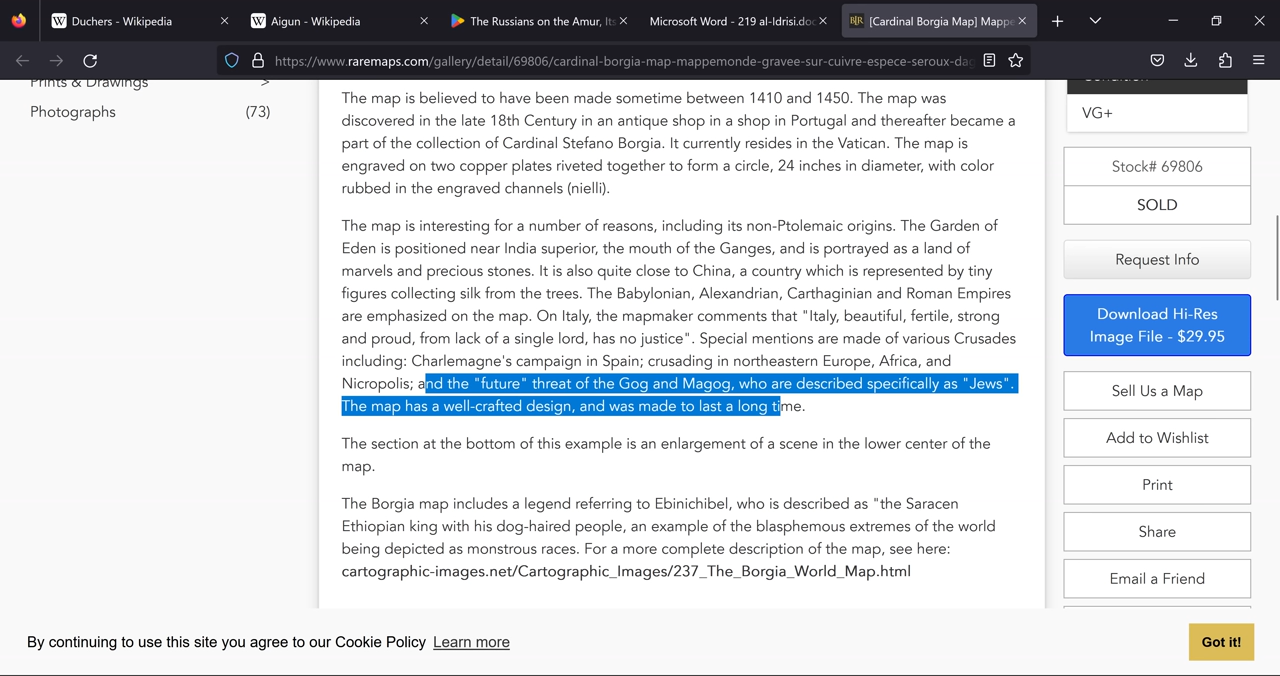 Duchers - Wikipedia
Aigun - Wikipedia
The Russians on the Amur, Its
Microsoft Word - 219 al-Idrisi.doc
[Cardinal Borgia Map] Mappe
https://www.raremaps.com/gallery/detail/69806/cardinal-borgia-map-mappemonde-gravee-sur-cuivre-espece-seroux-dag
Prints & Drawings >
Photographs (73)
The map is believed to have been made sometime between 1410 and 1450. The map was
discovered in the late 18th Century in an antique shop in a shop in Portugal and thereafter became a
part of the collection of Cardinal Stefano Borgia. It currently resides in the Vatican. The map is
engraved on two copper plates riveted together to form a circle, 24 inches in diameter, with color
rubbed in the engraved channels (nielli).
The map is interesting for a number of reasons, including its non-Ptolemaic origins. The Garden of
Eden is positioned near India superior, the mouth of the Ganges, and is portrayed as a land of
marvels and precious stones. It is also quite close to China, a country which is represented by tiny
figures collecting silk from the trees. The Babylonian, Alexandrian, Carthaginian and Roman Empires
are emphasized on the map. On Italy, the mapmaker comments that "Italy, beautiful, fertile, strong
and proud, from lack of a single lord, has no justice". Special mentions are made of various Crusades
including: Charlemagne's campaign in Spain; crusading in northeastern Europe, Africa, and
Nicropolis; and the "future" threat of the Gog and Magog, who are described specifically as "Jews".
The map has a well-crafted design, and was made to last a long time.
The section at the bottom of this example is an enlargement of a scene in the lower center of the
map.
The Borgia map includes a legend referring to Ebinichibel, who is described as "the Saracen
Ethiopian king with his dog-haired people, an example of the blasphemous extremes of the world
being depicted as monstrous races. For a more complete description of the map, see here:
cartographic-images.net/Cartographic_Images/237_The_Borgia_World_Map.html
Condition
VG+
Stock# 69806
SOLD
Request Info
Download Hi-Res
Image File - $29.95
Sell Us a Map
Add to Wishlist
Print
Share
Email a Friend
By continuing to use this site you agree to our Cookie Policy Learn more
Got it!